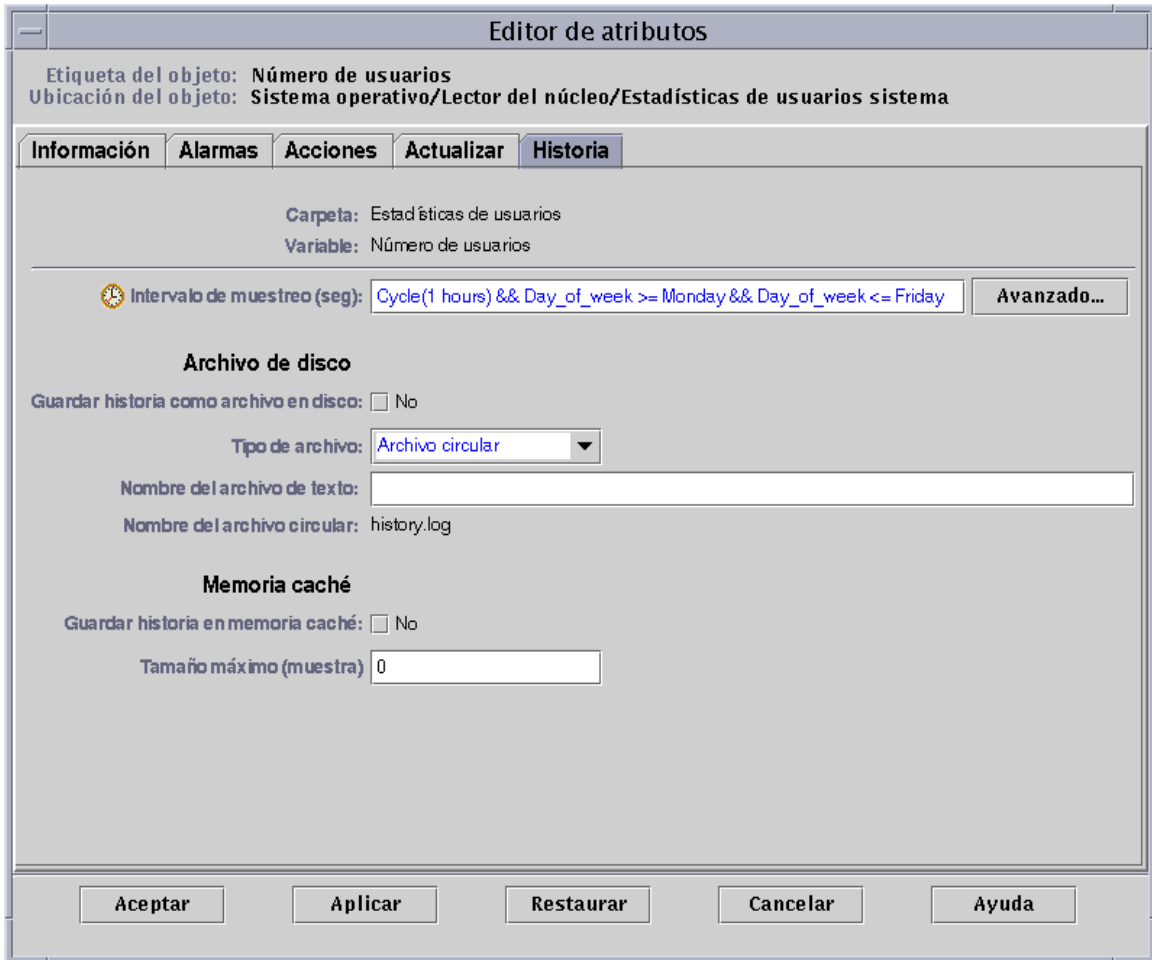 Editor de atributos
Etiqueta del objeto: Número de usuarios
Ubicación del objeto: Sistema operativo/Lector del núcleo/Estadísticas de usuarios sistema
Información Alarmas Acciones Actualizar Historia
Carpeta: Estadísticas de usuarios
Variable: Número de usuarios
Intervalo de muestreo (seg): Cycle(1 hours) && Day_of_week >= Monday && Day_of_week <= Friday Avanzado...
Archivo de disco
Guardar historia como archivo en disco: No
Tipo de archivo: Archivo circular
Nombre del archivo de texto:
Nombre del archivo circular: history.log
Memoria caché
Guardar historia en memoria caché: No
Tamaño máximo (muestra) 0
Aceptar Aplicar Restaurar Cancelar Ayuda